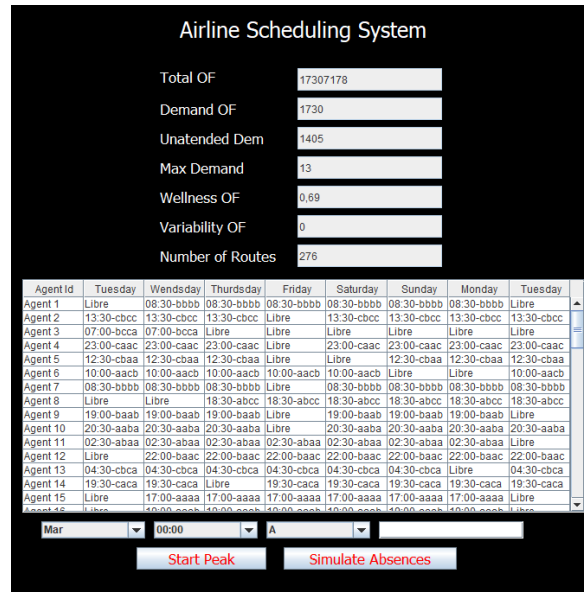 Airline Scheduling System
Total OF 17307178
Demand OF 1730
Unatended Dem 1405
Max Demand 13
Wellness OF 0,69
Variability OF 0
Number of Routes 276
Agent Id Tuesday Wendsday Thurdsday Friday Saturday Sunday Monday Tuesday
Agent 1 Libre 08:30-bbbb 08:30-bbbb 08:30-bbbb 08:30-bbbb 08:30-bbbb 08:30-bbbb Libre
Agent 2 13:30-cbcc 13:30-cbcc 13:30-cbcc Libre 13:30-cbcc 13:30-cbcc 13:30-cbcc 13:30-cbcc
Agent 3 07:00-bcca 07:00-bcca Libre Libre Libre Libre Libre Libre
Agent 4 23:00-caac 23:00-caac 23:00-caac Libre 23:00-caac 23:00-caac 23:00-caac 23:00-caac
Agent 5 12:30-cbaa 12:30-cbaa 12:30-cbaa Libre Libre 12:30-cbaa 12:30-cbaa 12:30-cbaa
Agent 6 10:00-aacb 10:00-aacb 10:00-aacb 10:00-aacb 10:00-aacb Libre Libre 10:00-aacb
Agent 7 08:30-bbbb 08:30-bbbb 08:30-bbbb Libre 08:30-bbbb 08:30-bbbb 08:30-bbbb 08:30-bbbb
Agent 8 Libre Libre 18:30-abcc 18:30-abcc 18:30-abcc 18:30-abcc 18:30-abcc 18:30-abcc
Agent 9 19:00-baab 19:00-baab 19:00-baab Libre 19:00-baab 19:00-baab 19:00-baab Libre
Agent 10 20:30-aaba 20:30-aaba 20:30-aaba Libre 20:30-aaba 20:30-aaba 20:30-aaba 20:30-aaba
Agent 11 02:30-abaa 02:30-abaa 02:30-abaa 02:30-abaa 02:30-abaa 02:30-abaa 02:30-abaa Libre
Agent 12 Libre 22:00-baac 22:00-baac 22:00-baac 22:00-baac 22:00-baac 22:00-baac 22:00-baac
Agent 13 04:30-cbca 04:30-cbca 04:30-cbca 04:30-cbca 04:30-cbca 04:30-cbca Libre 04:30-cbca
Agent 14 19:30-caca 19:30-caca Libre 19:30-caca 19:30-caca 19:30-caca 19:30-caca 19:30-caca
Agent 15 Libre 17:00-aaaa 17:00-aaaa 17:00-aaaa 17:00-aaaa 17:00-aaaa 17:00-aaaa Libre
Mar 00:00 A
Start Peak Simulate Absences